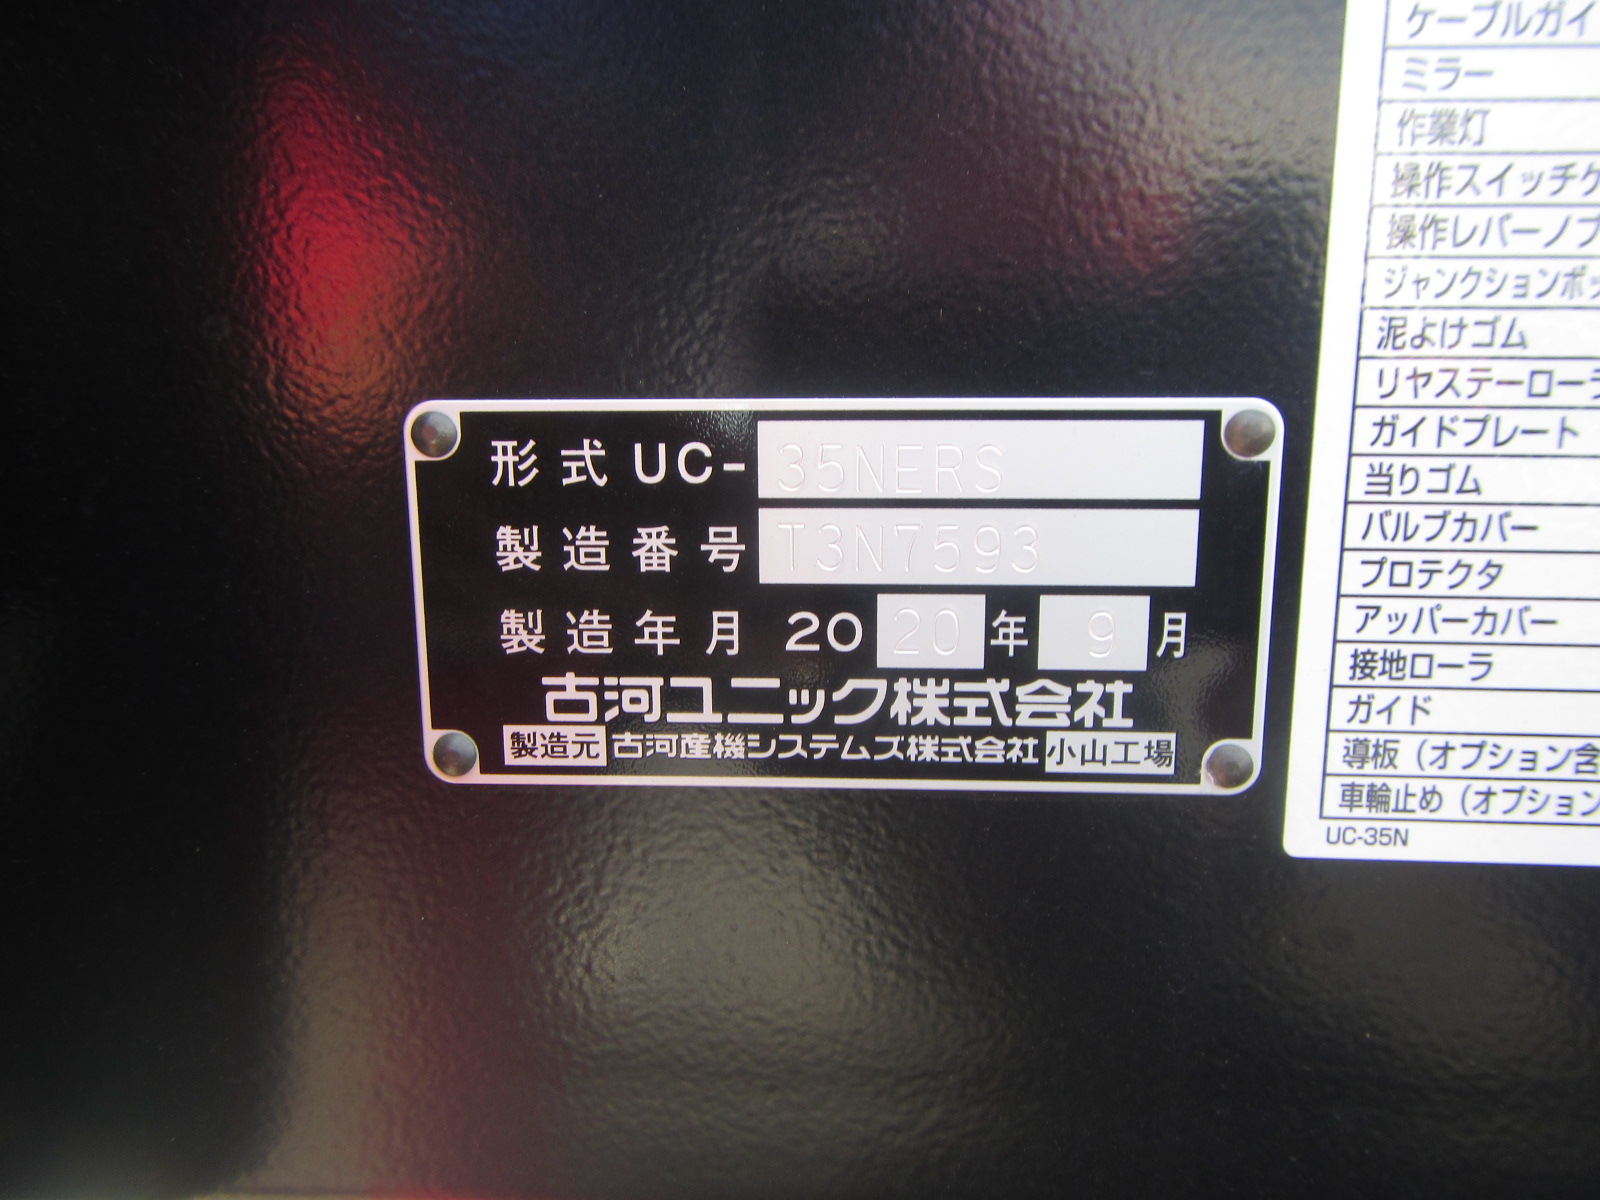 形式 UC-35NERS
製造番号 T3N7593
製造年月 2020年 9月
古河ユニック株式会社
製造元 古河産機システムズ株式会社 小山工場
ケーブルガイ
ミラー
作業灯
操作スイッチケ
操作レバーノブ
ジャンクションボッ
泥よけゴム
リヤステーローラ
ガイドプレート
当りゴム
バルブカバー
プロテクタ
アッパーカバー
接地ローラ
ガイド
導板（オプション含
車輪止め（オプション
UC-35N